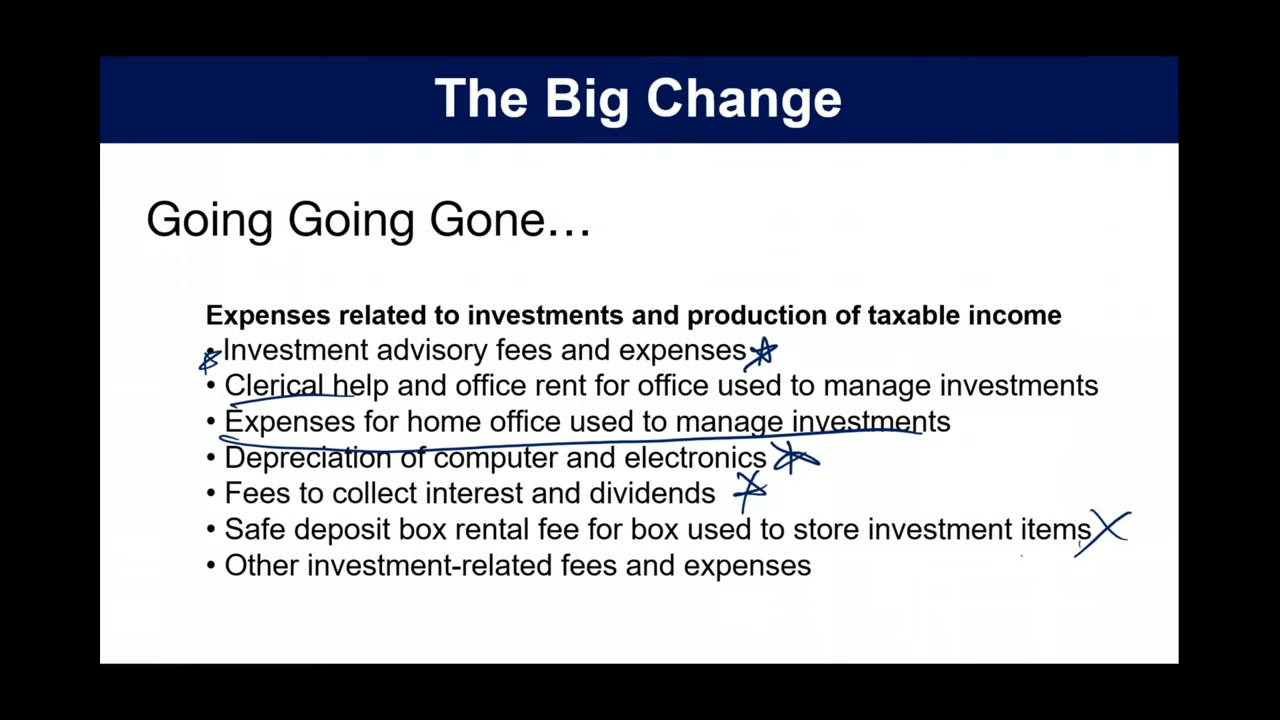 The Big Change
Going Going Gone…
Expenses related to investments and production of taxable income
•Investment advisory fees and expenses
• Clerical help and office rent for office used to manage investments
• Expenses for home office used to manage investments
• Depreciation of computer and electronics
• Fees to collect interest and dividends
• Safe deposit box rental fee for box used to store investment items
• Other investment-related fees and expenses